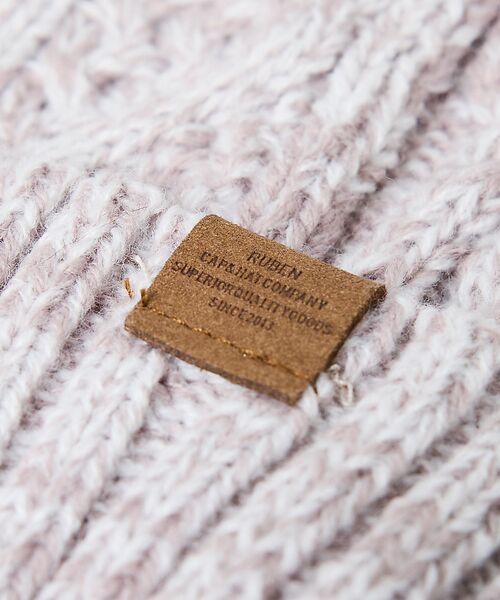 RUBEN
CAP&HAT COMPANY
SUPERIOR QUALITY GOODS
SINCE 2013